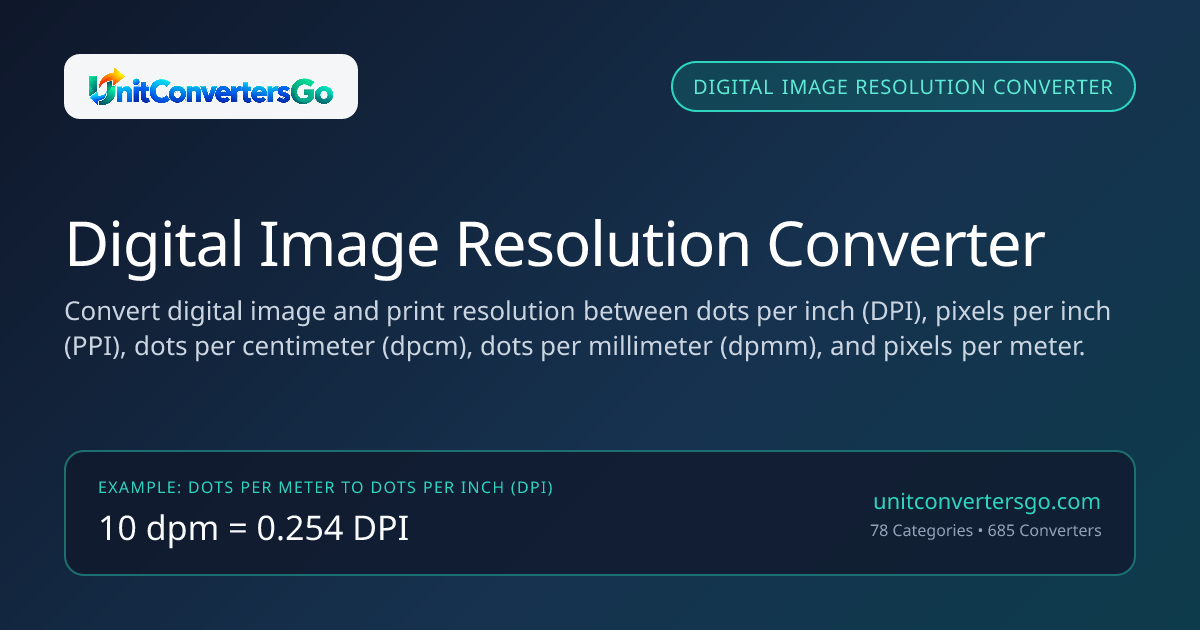 UnitConvertersGo
DIGITAL IMAGE RESOLUTION CONVERTER
Digital Image Resolution Converter
Convert digital image and print resolution between dots per inch (DPI), pixels per inch
(PPI), dots per centimeter (dpcm), dots per millimeter (dpmm), and pixels per meter.
EXAMPLE: DOTS PER METER TO DOTS PER INCH (DPI)
10 dpm = 0.254 DPI
unitconvertersgo.com
78 Categories • 685 Converters